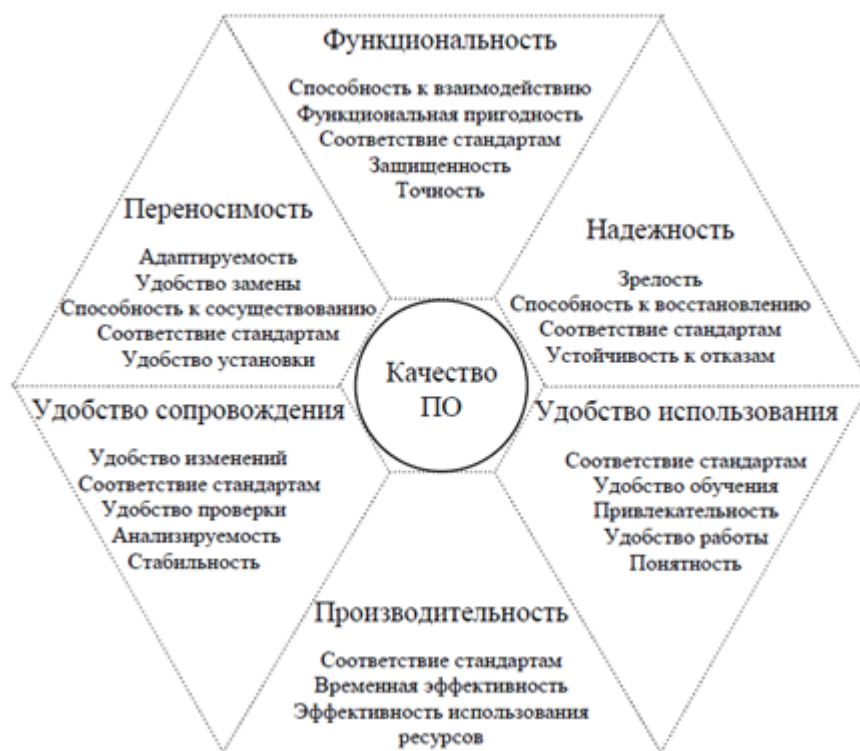 Функциональность
Способность к взаимодействию
Функциональная пригодность
Соответствие стандартам
Защищенность
Точность
Переносимость
Адаптируемость
Удобство замены
Способность к сосуществованию
Соответствие стандартам
Удобство установки
Надежность
Зрелость
Способность к восстановлению
Соответствие стандартам
Устойчивость к отказам
Качество
ПО
Удобство сопровождения
Удобство изменений
Соответствие стандартам
Удобство проверки
Анализируемость
Стабильность
Удобство использования
Соответствие стандартам
Удобство обучения
Привлекательность
Удобство работы
Понятность
Производительность
Соответствие стандартам
Временная эффективность
Эффективность использования
ресурсов